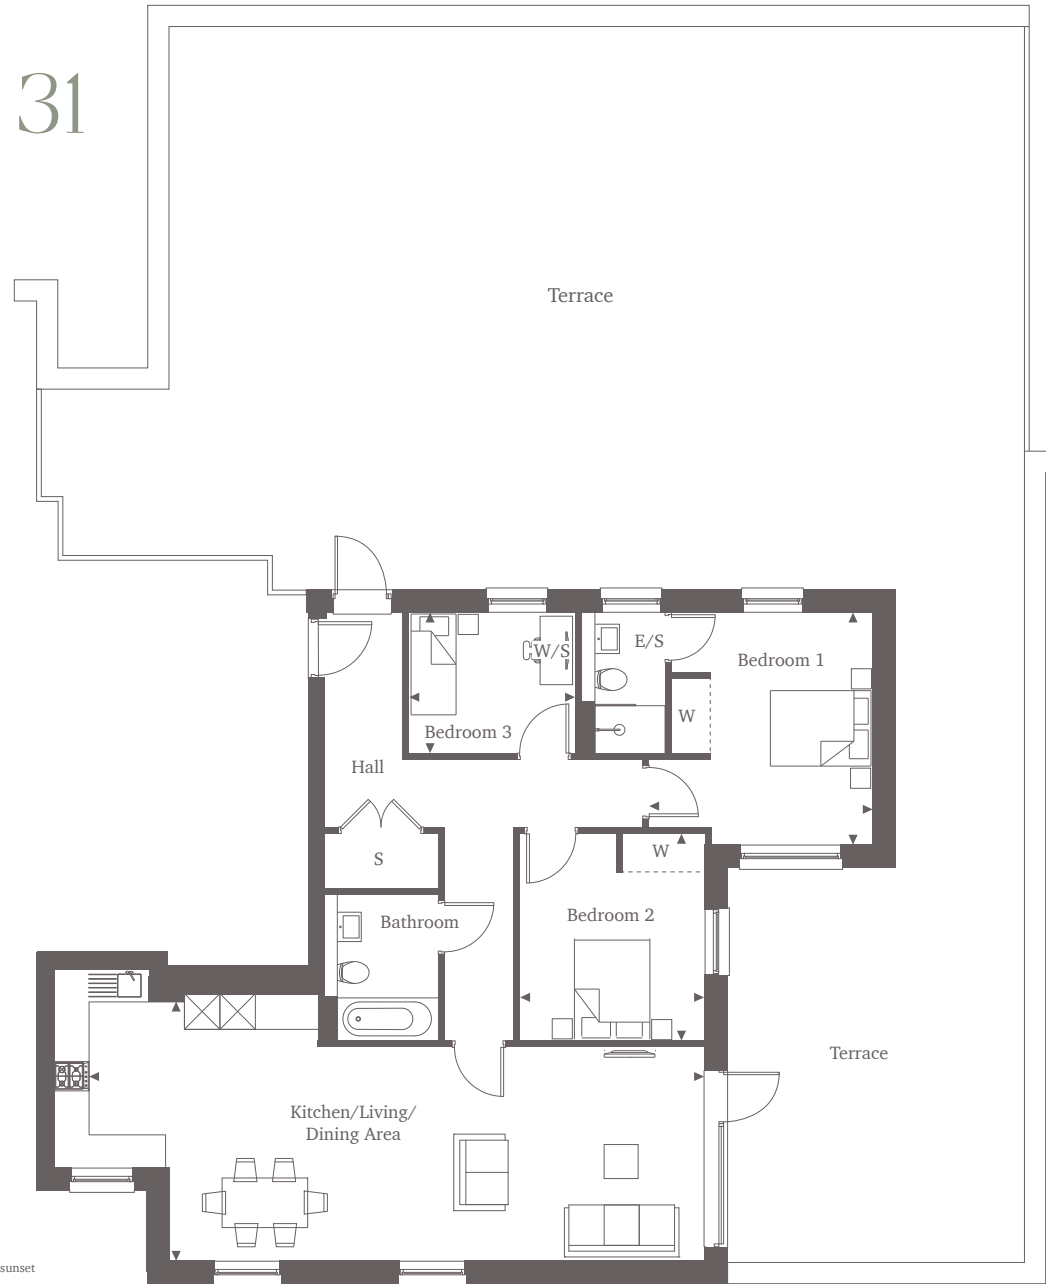 31
Terrace
E/S
W/S
Bedroom 1
W
Bedroom 3
Hall
S
W
Bathroom
Bedroom 2
Terrace
Kitchen/Living/
Dining Area
sunset